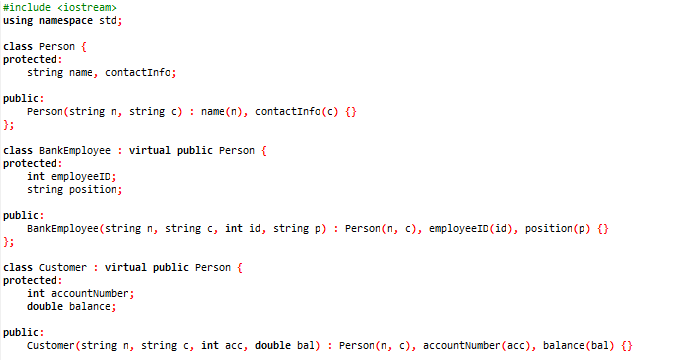 #include <iostream>
using namespace std;
class Person {
protected:
string name, contactInfo;
public:
Person(string n, string c) : name(n), contactInfo(c) {}
};
class BankEmployee : virtual public Person {
protected:
int employeeID;
string position;
public:
BankEmployee(string n, string c, int id, string p) : Person(n, c), employeeID(id), position(p) {}
};
class Customer : virtual public Person {
protected:
int accountNumber;
double balance;
public:
Customer(string n, string c, int acc, double bal) : Person(n, c), accountNumber(acc), balance(bal) {}